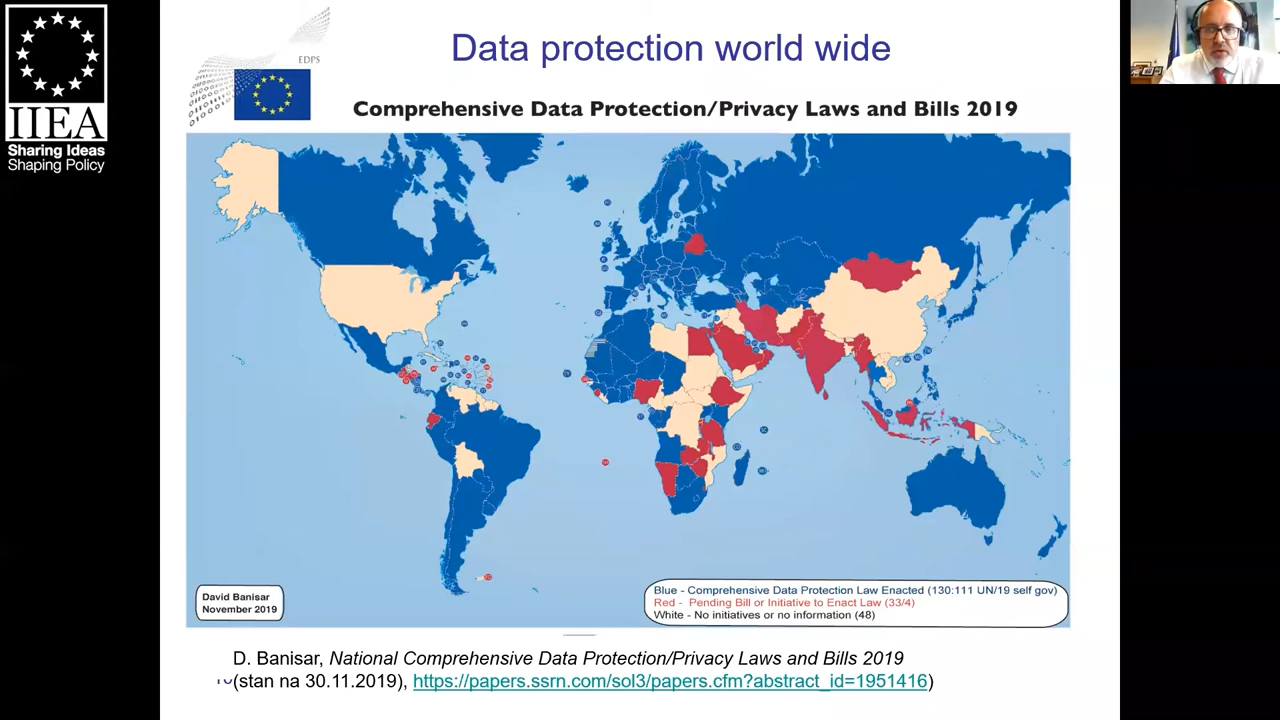 IIEA
Sharing Ideas
Shaping Policy
EDPS
Data protection world wide
Comprehensive Data Protection/Privacy Laws and Bills 2019
David Banisar
November 2019
Blue - Comprehensive Data Protection Law Enacted (130:111 UN/19 self gov)
Red - Pending Bill or Initiative to Enact Law (33/4)
White - No initiatives or no information (48)
D. Banisar, National Comprehensive Data Protection/Privacy Laws and Bills 2019
(stan na 30.11.2019), https://papers.ssrn.com/sol3/papers.cfm?abstract_id=1951416)